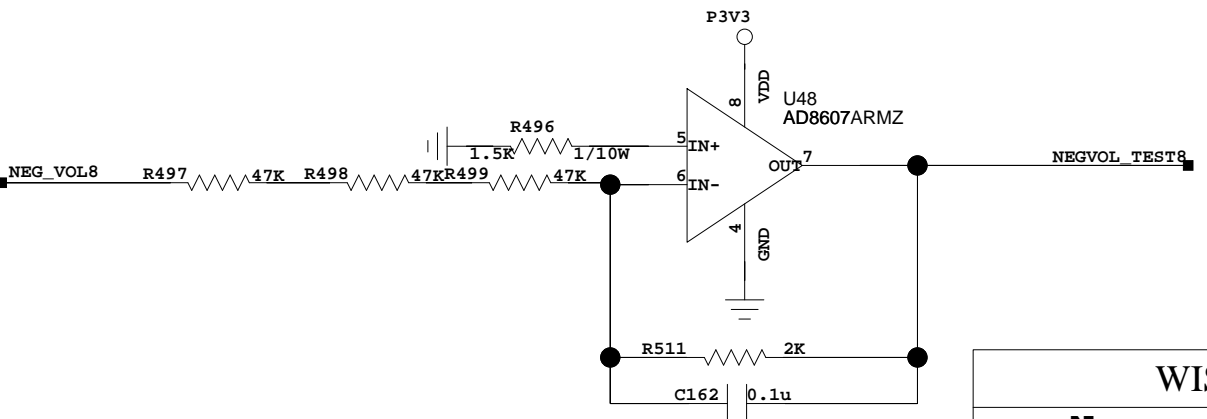 P3V3
8
VDD
U48
AD8607ARMZ
R496
1.5K
1/10W
5
IN+
NEG_VOL8
R497
47K
R498
47K
R499
47K
6
IN-
OUT
7
NEGVOL_TEST8
4
GND
R511
2K
C162
0.1u
WIS